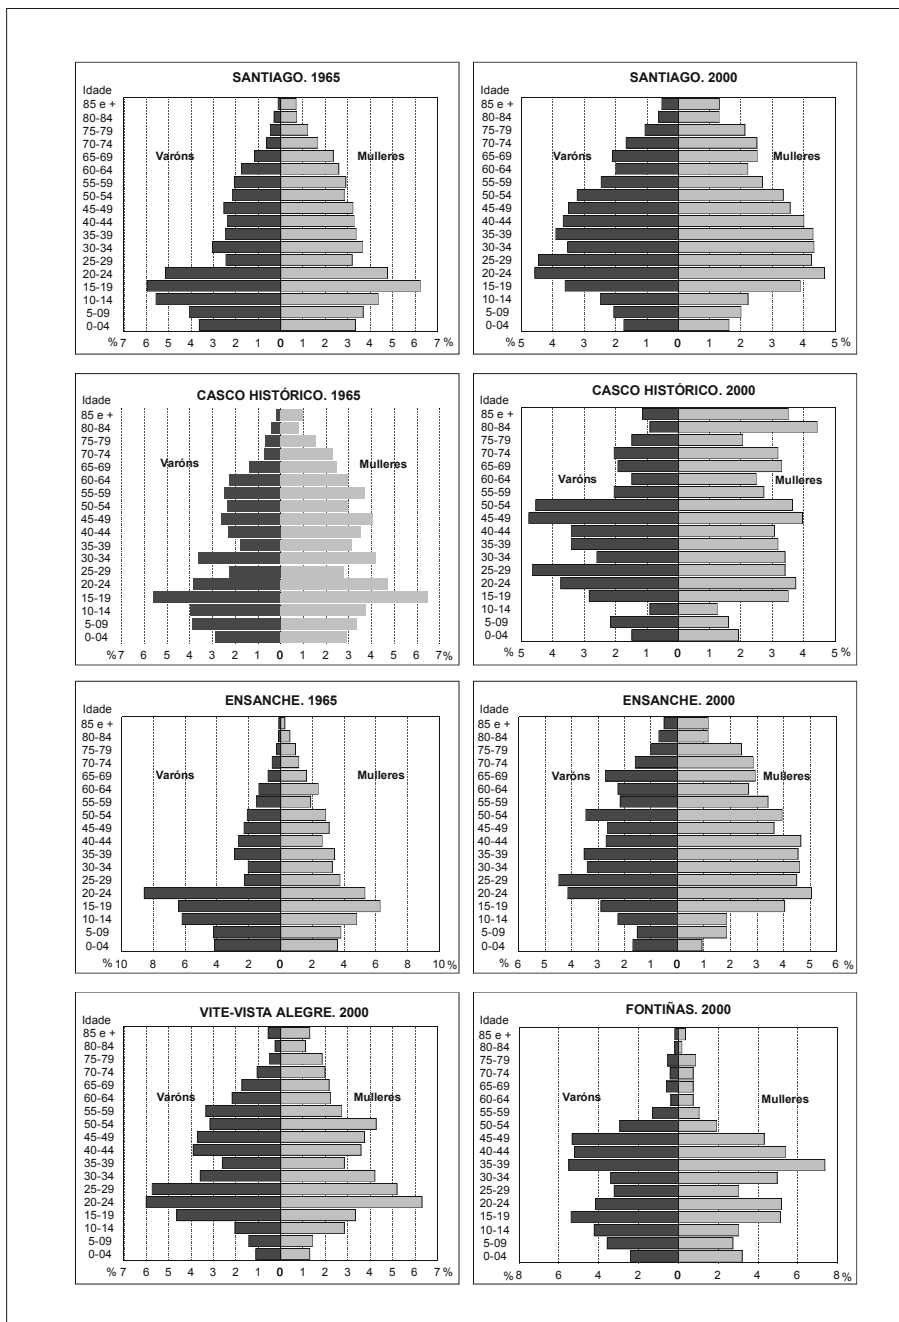 SANTIAGO. 1965
Idade
85 e +
80-84
75-79
70-74
65-69
60-64
55-59
50-54
45-49
40-44
35-39
30-34
25-29
20-24
15-19
10-14
5-09
0-04
Varóns
Mulleres
% 7 6 5 4 3 2 1 0 1 2 3 4 5 6 7 %
SANTIAGO. 2000
Idade
85 e +
80-84
75-79
70-74
65-69
60-64
55-59
50-54
45-49
40-44
35-39
30-34
25-29
20-24
15-19
10-14
5-09
0-04
Varóns
Mulleres
% 5 4 3 2 1 0 1 2 3 4 5 %
CASCO HISTÓRICO. 1965
Idade
85 e +
80-84
75-79
70-74
65-69
60-64
55-59
50-54
45-49
40-44
35-39
30-34
25-29
20-24
15-19
10-14
5-09
0-04
Varóns
Mulleres
% 7 6 5 4 3 2 1 0 1 2 3 4 5 6 7 %
CASCO HISTÓRICO. 2000
Idade
85 e +
80-84
75-79
70-74
65-69
60-64
55-59
50-54
45-49
40-44
35-39
30-34
25-29
20-24
15-19
10-14
5-09
0-04
Varóns
Mulleres
% 5 4 3 2 1 0 1 2 3 4 5 %
ENSANCHE. 1965
Idade
85 e +
80-84
75-79
70-74
65-69
60-64
55-59
50-54
45-49
40-44
35-39
30-34
25-29
20-24
15-19
10-14
5-09
0-04
Varóns
Mulleres
% 10 8 6 4 2 0 2 4 6 8 10 %
ENSANCHE. 2000
Idade
85 e +
80-84
75-79
70-74
65-69
60-64
55-59
50-54
45-49
40-44
35-39
30-34
25-29
20-24
15-19
10-14
5-09
0-04
Varóns
Mulleres
% 6 5 4 3 2 1 0 1 2 3 4 5 6 %
VITE-VISTA ALEGRE. 2000
Idade
85 e +
80-84
75-79
70-74
65-69
60-64
55-59
50-54
45-49
40-44
35-39
30-34
25-29
20-24
15-19
10-14
5-09
0-04
Varóns
Mulleres
% 7 6 5 4 3 2 1 0 1 2 3 4 5 6 7 %
FONTIÑAS. 2000
Idade
85 e +
80-84
75-79
70-74
65-69
60-64
55-59
50-54
45-49
40-44
35-39
30-34
25-29
20-24
15-19
10-14
5-09
0-04
Varóns
Mulleres
% 8 6 4 2 0 2 4 6 8 %